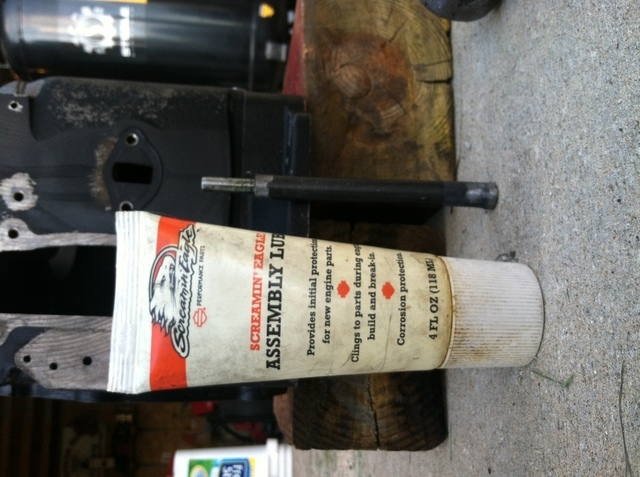 Screamin' Eagle
PERFORMANCE PARTS
SCREAMIN' EAGLE
ASSEMBLY LU
Provides initial protection
for new engine parts.
Clings to parts during
build and break-in.
Corrosion protection
4 FL OZ (118 ML)